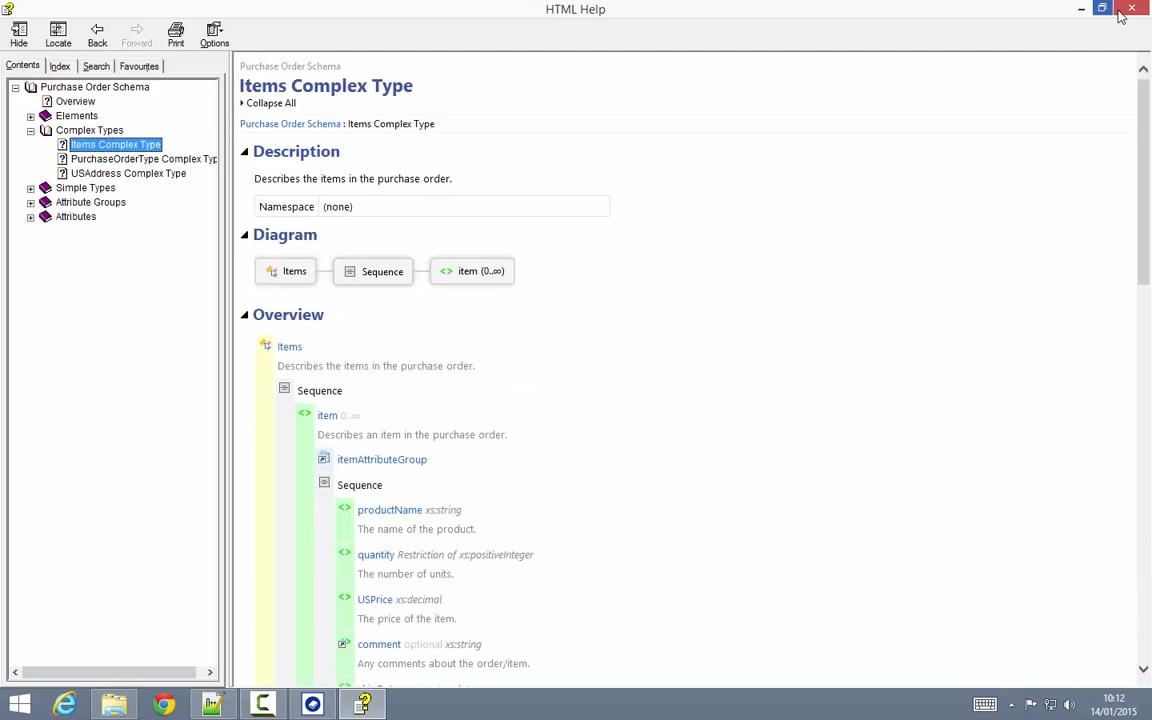 HTML Help
Hide Locate Back Forward Print Options
Contents Index Search Favourites
Purchase Order Schema
Overview
Elements
Complex Types
Items Complex Type
PurchaseOrderType Complex Typ
USAddress Complex Type
Simple Types
Attribute Groups
Attributes
Purchase Order Schema
Items Complex Type
Collapse All
Purchase Order Schema : Items Complex Type
Description
Describes the items in the purchase order.
Namespace (none)
Diagram
Items Sequence item (0..∞)
Overview
Items
Describes the items in the purchase order.
Sequence
item 0..∞
Describes an item in the purchase order.
itemAttributeGroup
Sequence
productName xs:string
The name of the product.
quantity Restriction of xs:positiveInteger
The number of units.
USPrice xs:decimal
The price of the item.
comment optional xs:string
Any comments about the order/item.
10:12
14/01/2015